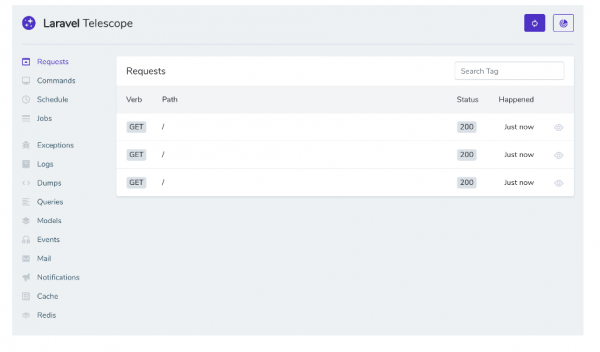 Laravel Telescope
Requests
Commands
Schedule
Jobs
Exceptions
Logs
Dumps
Queries
Models
Events
Mail
Notifications
Cache
Redis
Requests
Search Tag
Verb Path Status Happened
GET / 200 Just now
GET / 200 Just now
GET / 200 Just now